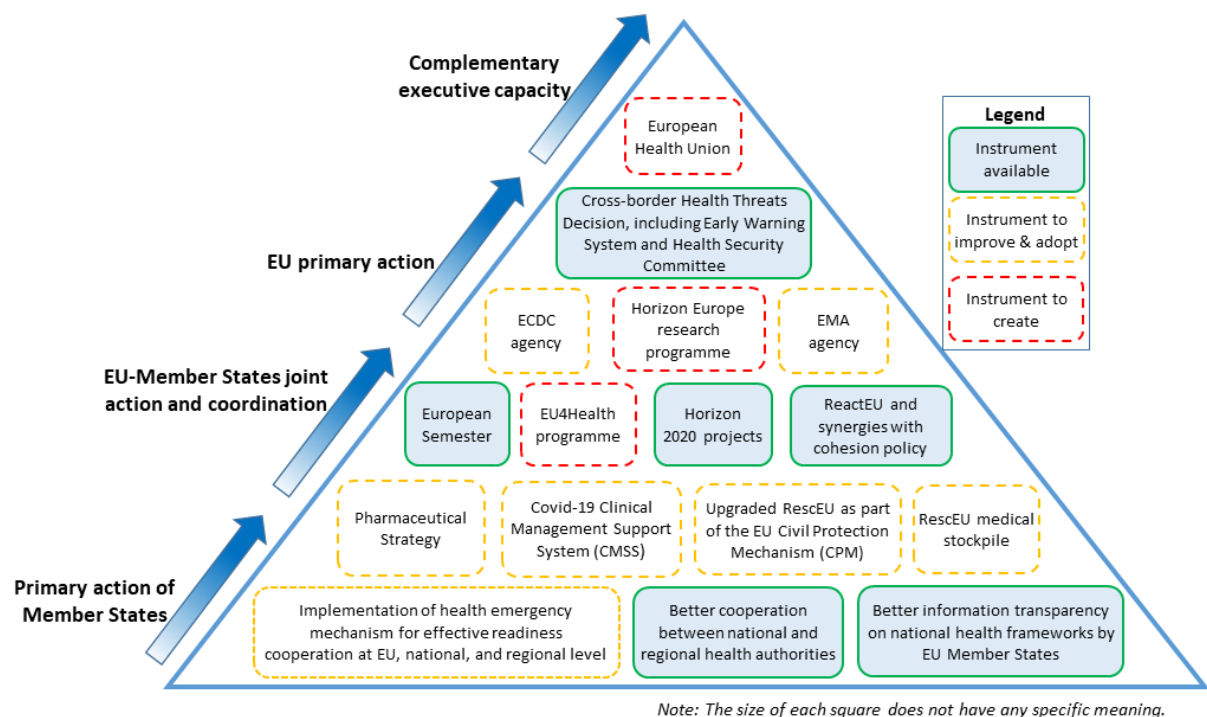 Complementary
executive capacity
European
Health Union
Legend
Instrument
available
Instrument to
improve & adopt
Instrument to
create
Cross-border Health Threats
Decision, including Early Warning
System and Health Security
Committee
EU primary action
ECDC
agency
Horizon Europe
research
programme
EMA
agency
EU-Member States joint
action and coordination
European
Semester
EU4Health
programme
Horizon
2020 projects
ReactEU and
synergies with
cohesion policy
Pharmaceutical
Strategy
Covid-19 Clinical
Management Support
System (CMSS)
Upgraded RescEU as part
of the EU Civil Protection
Mechanism (CPM)
RescEU medical
stockpile
Primary action of
Member States
Implementation of health emergency
mechanism for effective readiness
cooperation at EU, national, and regional level
Better cooperation
between national and
regional health authorities
Better information transparency
on national health frameworks by
EU Member States
Note: The size of each square does not have any specific meaning.